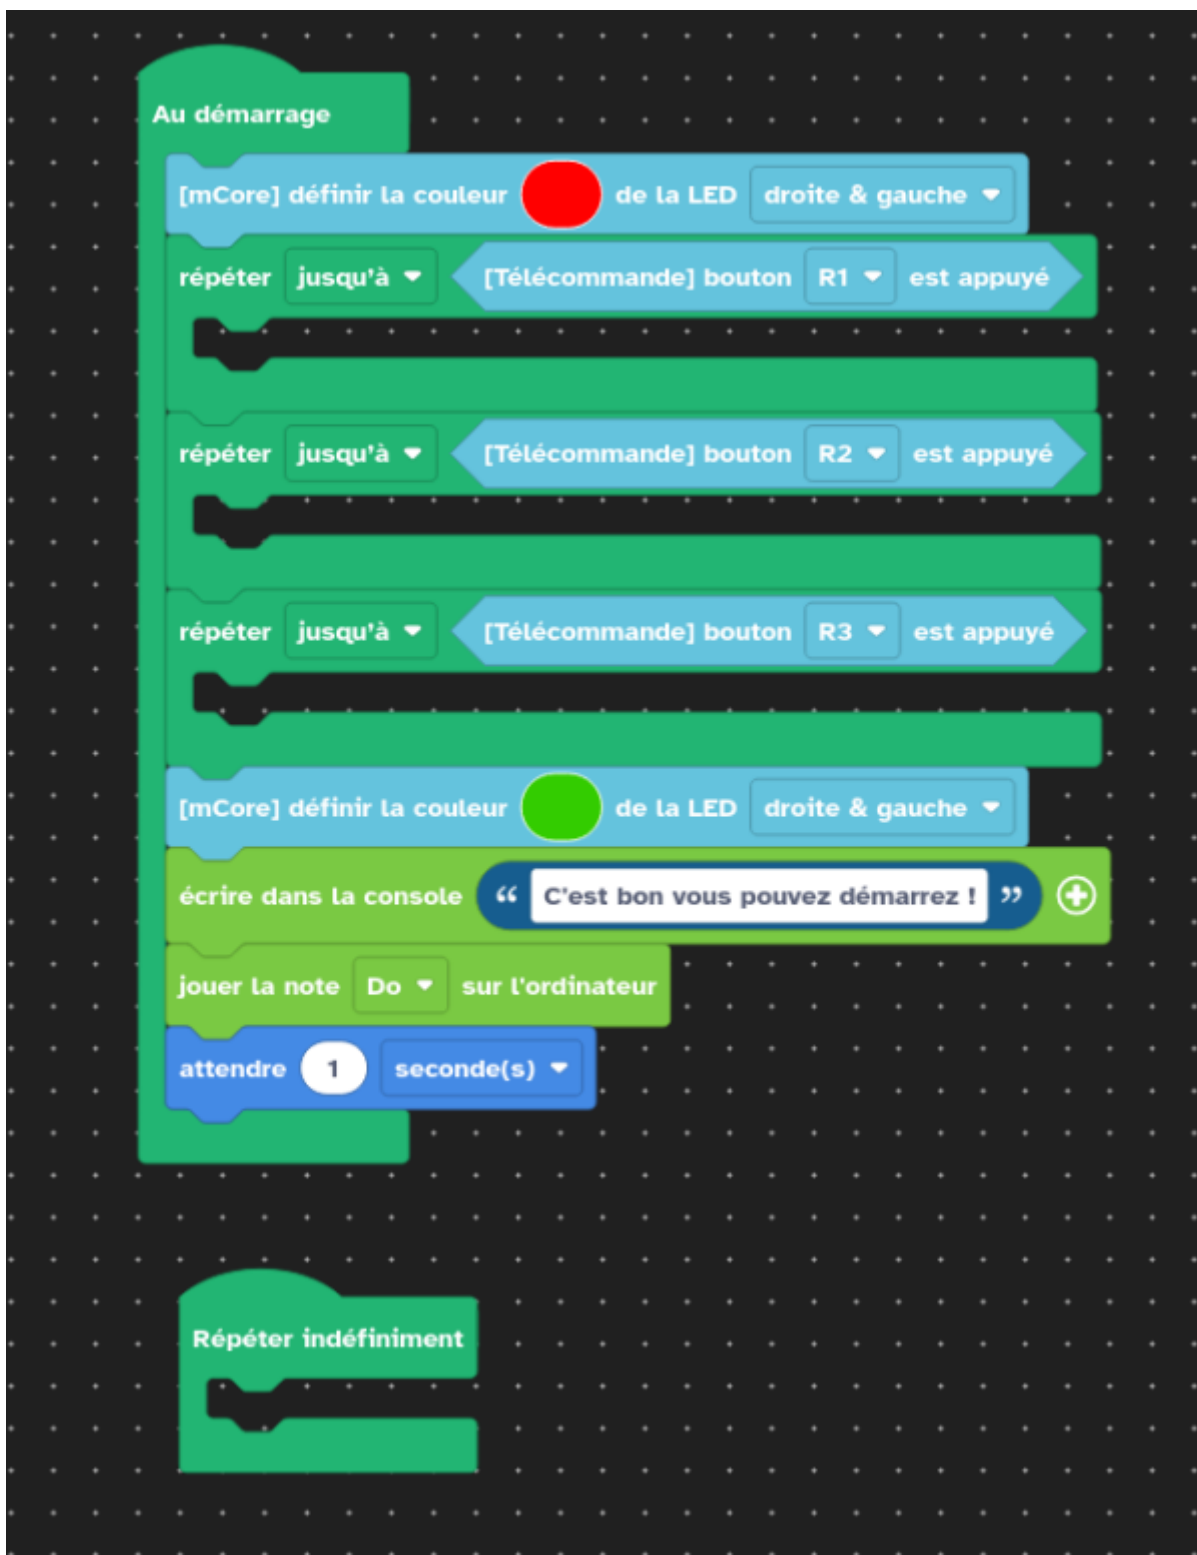 Au démarrage
[mCore] définir la couleur de la LED droite & gauche
répéter jusqu'à [Télécommande] bouton R1 est appuyé
répéter jusqu'à [Télécommande] bouton R2 est appuyé
répéter jusqu'à [Télécommande] bouton R3 est appuyé
[mCore] définir la couleur de la LED droite & gauche
écrire dans la console “ C'est bon vous pouvez démarrez ! ”
jouer la note Do sur l'ordinateur
attendre 1 seconde(s)
Répéter indéfiniment